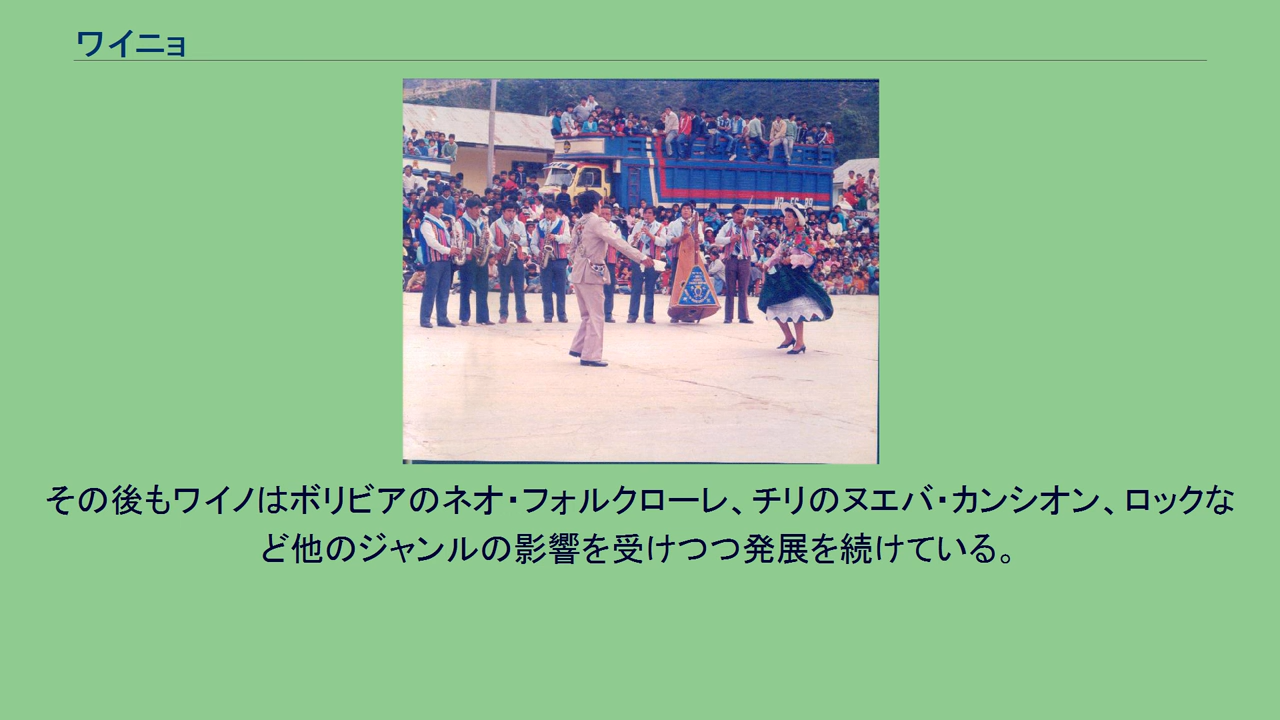 ワイニョ
その後もワイノはボリビアのネオ・フォルクローレ、チリのヌエバ・カンシオン、ロックな
ど他のジャンルの影響を受けつつ発展を続けている。